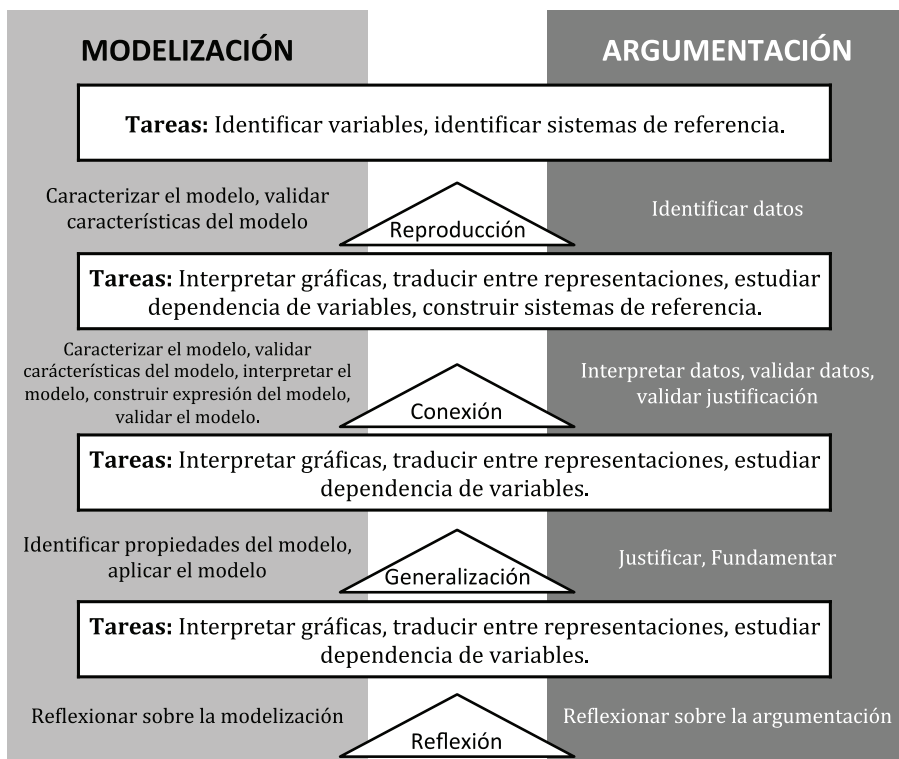 MODELIZACIÓN
ARGUMENTACIÓN
Tareas: Identificar variables, identificar sistemas de referencia.
Caracterizar el modelo, validar
características del modelo
Reproducción
Identificar datos
Tareas: Interpretar gráficas, traducir entre representaciones, estudiar
dependencia de variables, construir sistemas de referencia.
Caracterizar el modelo, validar
carácterísticas del modelo, interpretar el
modelo, construir expresión del modelo,
validar el modelo.
Conexión
Interpretar datos, validar datos,
validar justificación
Tareas: Interpretar gráficas, traducir entre representaciones, estudiar
dependencia de variables.
Identificar propiedades del modelo,
aplicar el modelo
Generalización
Justificar, Fundamentar
Tareas: Interpretar gráficas, traducir entre representaciones, estudiar
dependencia de variables.
Reflexionar sobre la modelización
Reflexión
Reflexionar sobre la argumentación